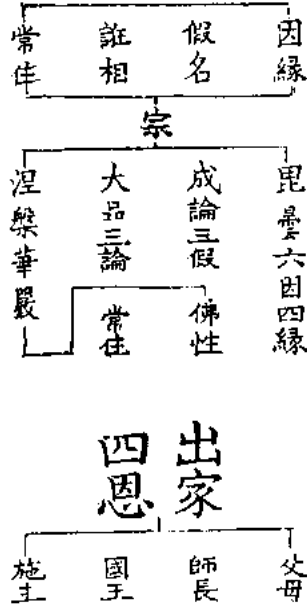 因縁
假名
誑相
常住
宗
毘曇六因四縁
成論三假
大品三論
涅槃華嚴
佛性
常住
出家
四恩
父母
師長
國王
施主